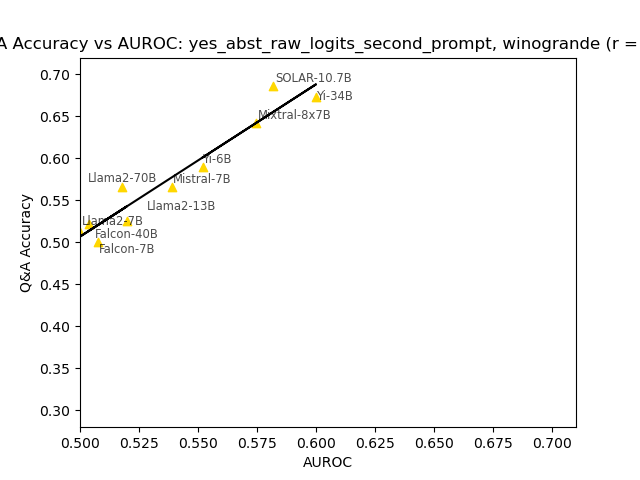 A Accuracy vs AUROC: yes_abst_raw_logits_second_prompt, winogrande (r =
0.70
0.65
0.60
0.55
0.50
0.45
0.40
0.35
0.30
Q&A Accuracy
SOLAR-10.7B
Yi-34B
Mixtral-8x7B
Yi-6B
Llama2-70B
Mistral-7B
Llama2-13B
Llama2-7B
Falcon-40B
Falcon-7B
0.500 0.525 0.550 0.575 0.600 0.625 0.650 0.675 0.700
AUROC